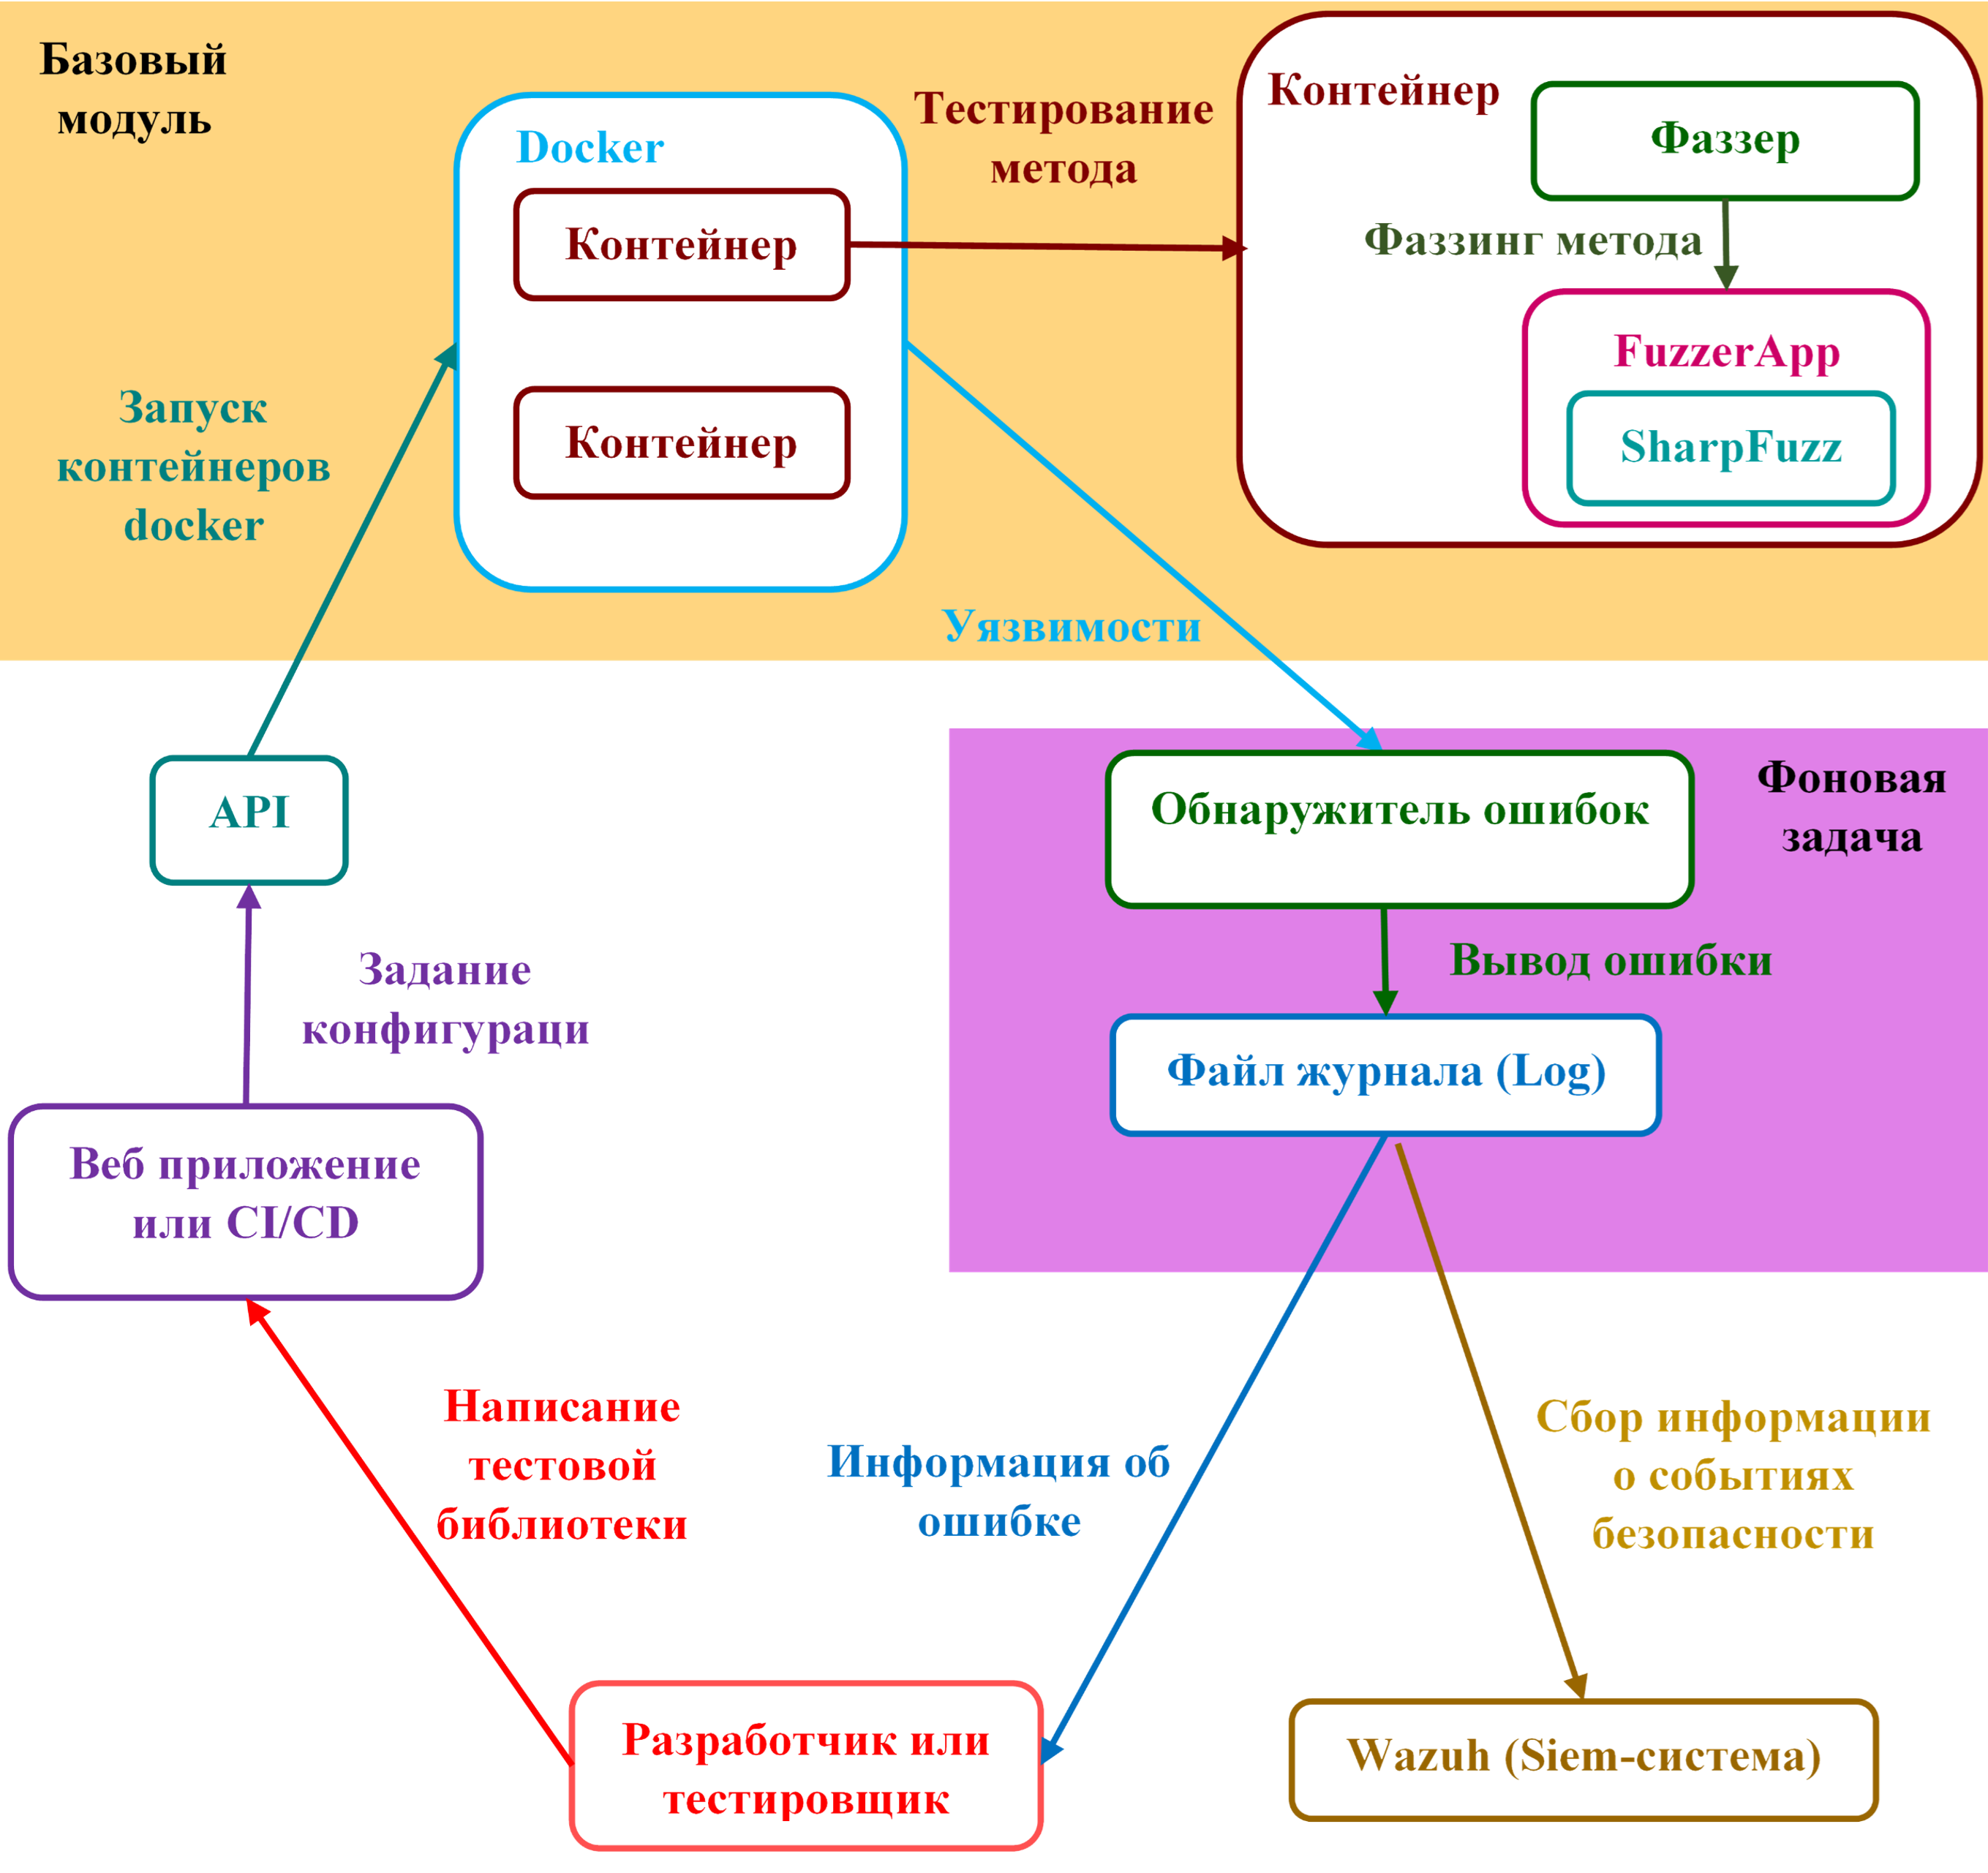 Базовый
модуль
Docker
Контейнер
Контейнер
Тестирование
метода
Контейнер
Фаззер
Фаззинг метода
FuzzerApp
SharpFuzz
Запуск
контейнеров
docker
Уязвимости
API
Фоновая
задача
Обнаружитель ошибок
Вывод ошибки
Файл журнала (Log)
Задание
конфигураци
Веб приложение
или CI/CD
Написание
тестовой
библиотеки
Информация об
ошибке
Сбор информации
о событиях
безопасности
Разработчик или
тестировщик
Wazuh (Siem-система)